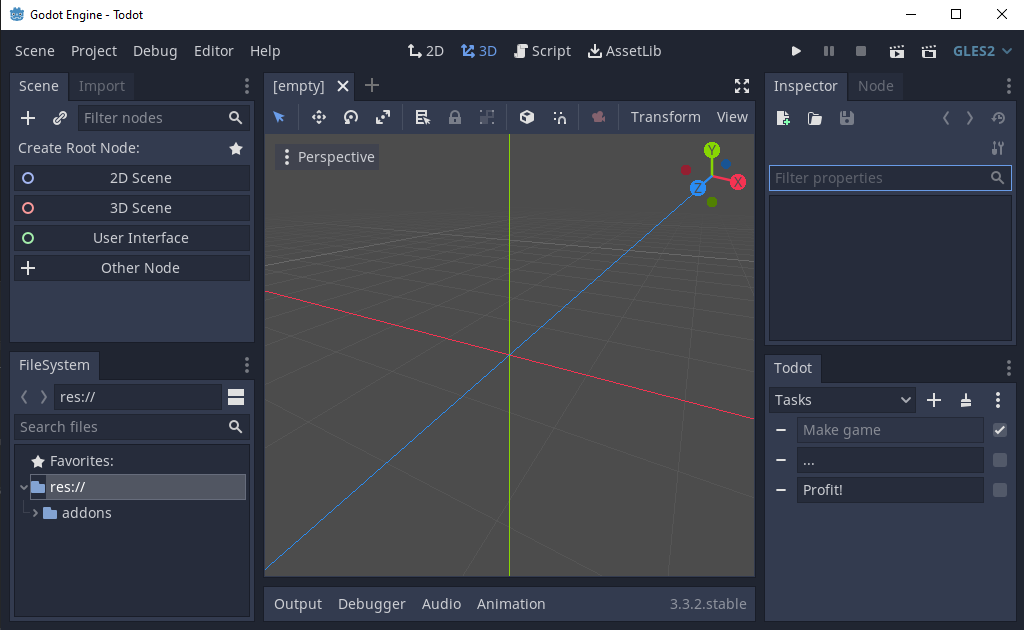 Godot Engine - Todot
Scene Project Debug Editor Help 2D 3D Script AssetLib GLES2
Scene Import
Filter nodes
Create Root Node:
2D Scene
3D Scene
User Interface
Other Node
FileSystem
res://
Search files
Favorites:
res://
addons
[empty]
Transform View
Perspective
Y
X
Z
Output Debugger Audio Animation 3.3.2.stable
Inspector Node
Filter properties
Todot
Tasks
Make game
...
Profit!